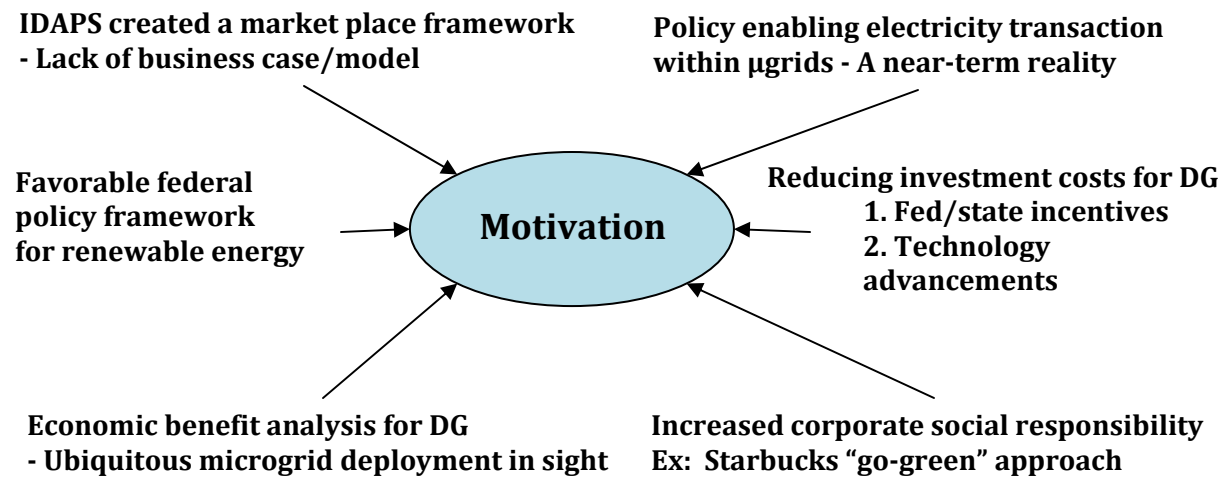 IDAPS created a market place framework
- Lack of business case/model
Policy enabling electricity transaction
within µgrids - A near-term reality
Favorable federal
policy framework
for renewable energy
Motivation
Reducing investment costs for DG
1. Fed/state incentives
2. Technology
advancements
Economic benefit analysis for DG
- Ubiquitous microgrid deployment in sight
Increased corporate social responsibility
Ex:  Starbucks “go-green” approach